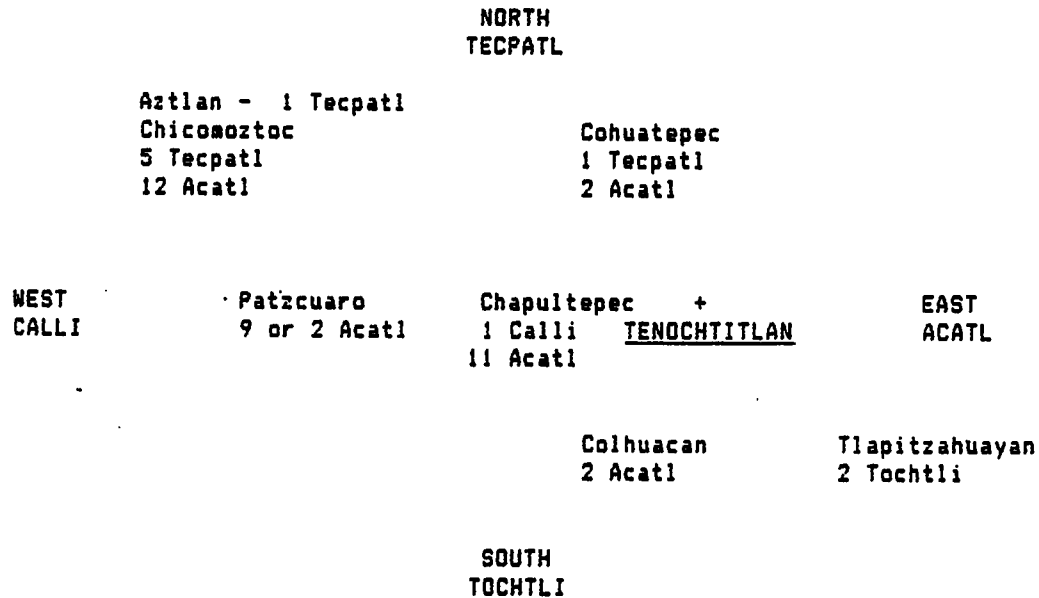 NORTH
TECPATL
Aztlan - 1 Tecpatl
Chicomoztoc
5 Tecpatl
12 Acatl
Cohuatepec
1 Tecpatl
2 Acatl
WEST
CALLI
Patzcuaro
9 or 2 Acatl
Chapultepec
1 Calli
11 Acatl
+
TENOCHTITLAN
EAST
ACATL
Colhuacan
2 Acatl
Tlapitzahuayan
2 Tochtli
SOUTH
TOCHTLI